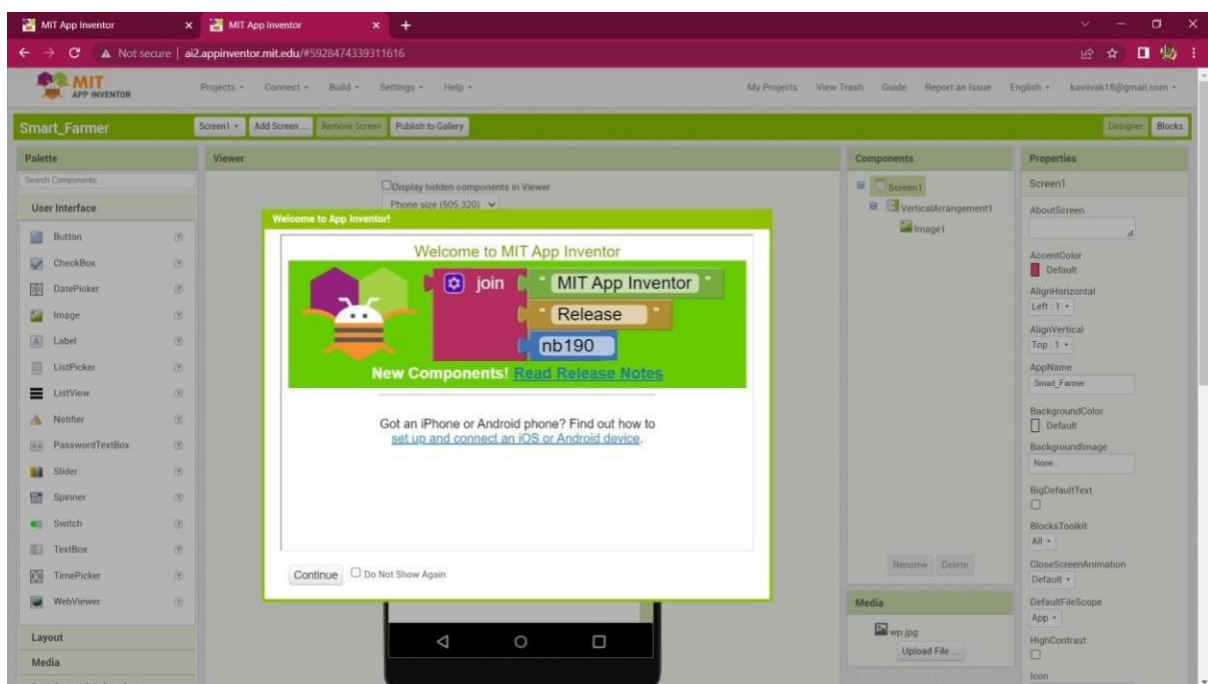 MIT App Inventor
MIT App Inventor
Not secure | ai2.appinventor.mit.edu/#5928474339311616
MIT
APP INVENTOR
Projects Connect Build Settings Help My Projects View Trash Guide Report an Issue English kaviivak18@gmail.com
Smart_Farmer Screen1 Add Screen ... Remove Screen Publish to Gallery Designer Blocks
Palette
Search Components...
User Interface
Button
CheckBox
DatePicker
Image
Label
ListPicker
ListView
Notifier
PasswordTextBox
Slider
Spinner
Switch
TextBox
TimePicker
WebViewer
Layout
Media
Viewer
Display hidden components in Viewer
Phone size (505,320)
Welcome to App Inventor!
Welcome to MIT App Inventor
join " MIT App Inventor "
" Release "
nb190
New Components! Read Release Notes
Got an iPhone or Android phone? Find out how to
set up and connect an iOS or Android device.
Continue Do Not Show Again
Components
Screen1
VerticalArrangement1
Image1
Rename Delete
Media
wp.jpg
Upload File ...
Properties
Screen1
AboutScreen
AccentColor
Default
AlignHorizontal
Left : 1
AlignVertical
Top : 1
AppName
Smart_Farmer
BackgroundColor
Default
BackgroundImage
None...
BigDefaultText
BlocksToolkit
All
CloseScreenAnimation
Default
DefaultFileScope
App
HighContrast
Icon